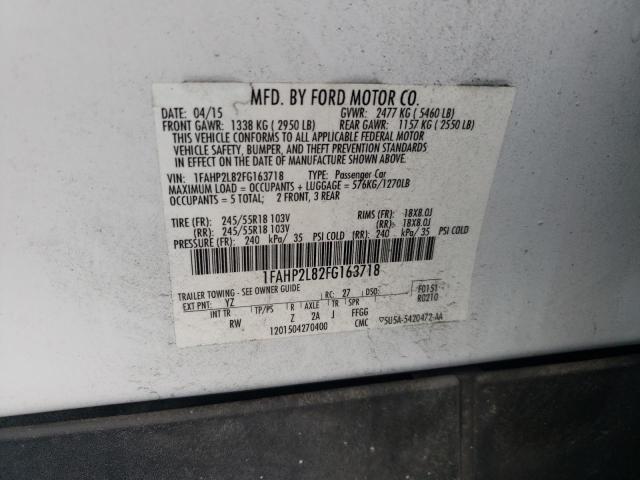 MFD. BY FORD MOTOR CO.
DATE: 04/15 GVWR: 2477 KG ( 5460 LB)
FRONT GAWR: 1338 KG ( 2950 LB) REAR GAWR: 1157 KG ( 2550 LB)
THIS VEHICLE CONFORMS TO ALL APPLICABLE FEDERAL MOTOR
VEHICLE SAFETY, BUMPER, AND THEFT PREVENTION STANDARDS
IN EFFECT ON THE DATE OF MANUFACTURE SHOWN ABOVE.
VIN: 1FAHP2L82FG163718 TYPE: Passenger Car
MAXIMUM LOAD = OCCUPANTS + LUGGAGE = 576KG/1270LB
OCCUPANTS = 5 TOTAL; 2 FRONT, 3 REAR
TIRE (FR): 245/55R18 103V RIMS (FR): 18X8.0J
(RR): 245/55R18 103V (RR): 18X8.0J
PRESSURE (FR): 240 kPa/ 35 PSI COLD (RR): 240 kPa/ 35 PSI COLD
1FAHP2L82FG163718
TRAILER TOWING - SEE OWNER GUIDE
EXT PNT: YZ RC: 27 DSO: F0151
R0210
INT TR TP/PS R AXLE TR SPR
RW Z 2A J FFGG
1201504270400 CMC ▽5U5A-5420472-AA